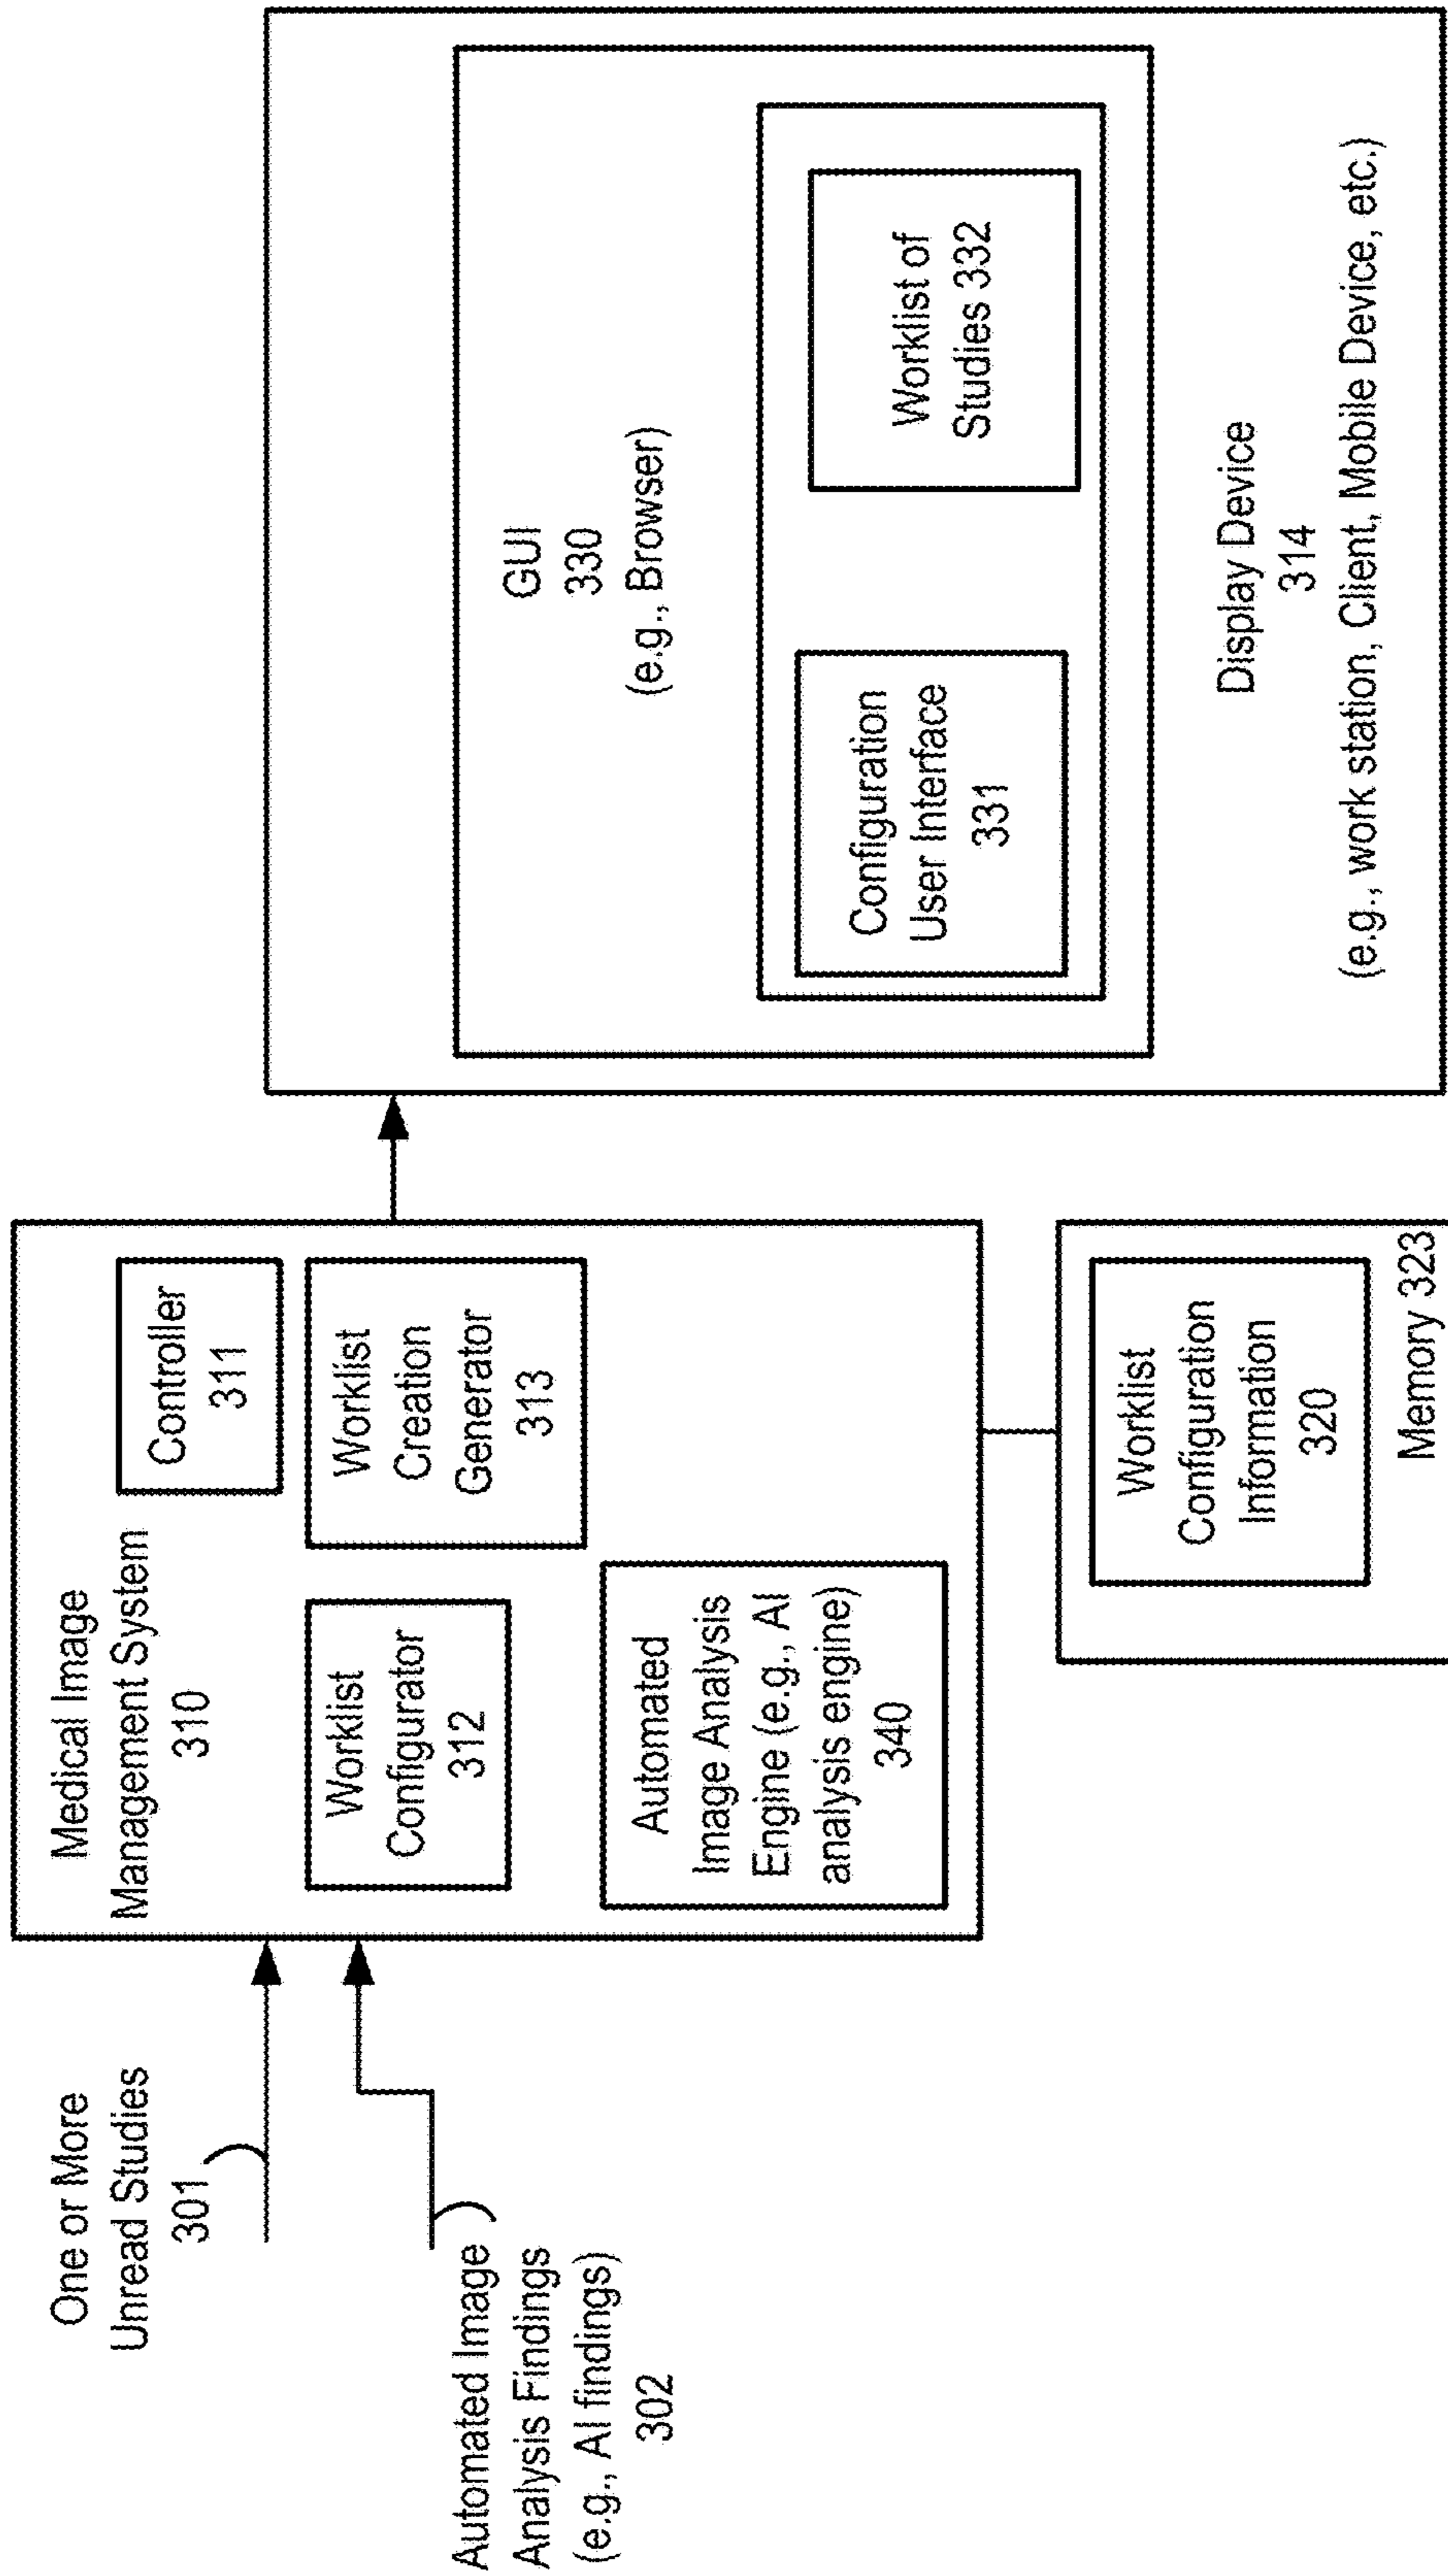 One or More
Unread Studies
301
Automated Image
Analysis Findings
(e.g., AI findings)
302
Medical Image
Management System
310
Controller
311
Worklist
Configurator
312
Worklist
Creation
Generator
313
Automated
Image Analysis
Engine (e.g., AI
analysis engine)
340
Worklist
Configuration
Information
320
Memory 323
GUI
330
(e.g., Browser)
Configuration
User Interface
331
Worklist of
Studies 332
Display Device
314
(e.g., work station, Client, Mobile Device, etc.)